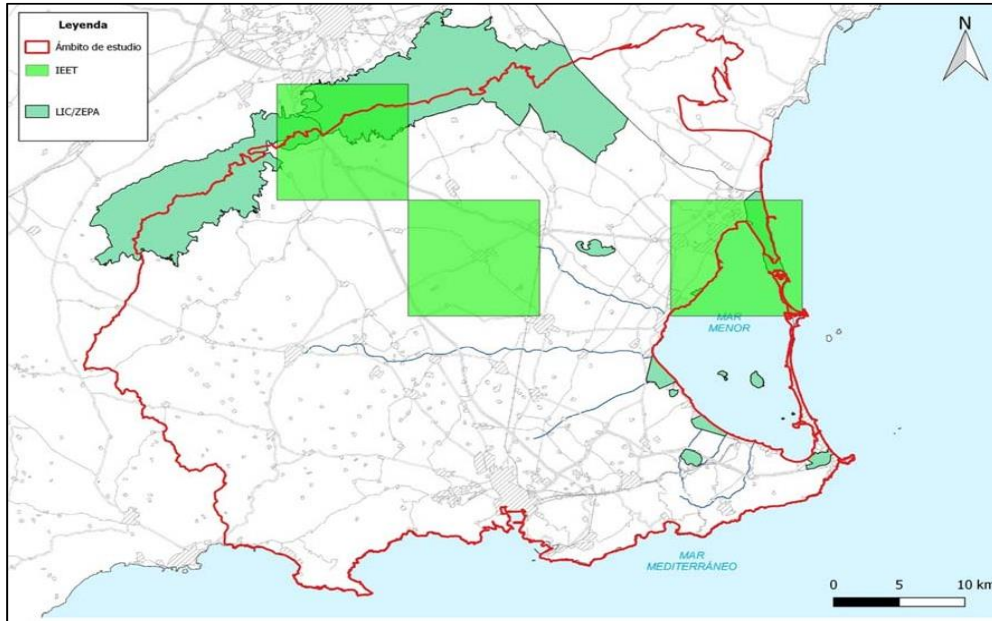 Leyenda
Ámbito de estudio
IEET
LIC/ZEPA
N
MAR
MENOR
MAR
MEDITERRÁNEO
0 5 10 km